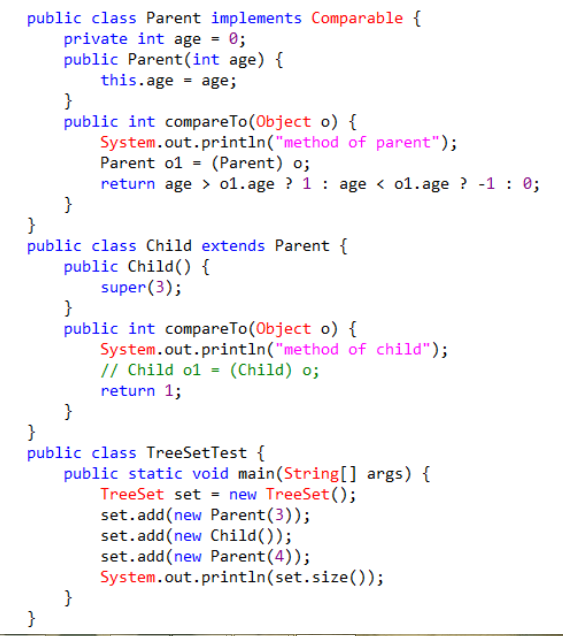 public class Parent implements Comparable {
    private int age = 0;
    public Parent(int age) {
        this.age = age;
    }
    public int compareTo(Object o) {
        System.out.println("method of parent");
        Parent o1 = (Parent) o;
        return age > o1.age ? 1 : age < o1.age ? -1 : 0;
    }
}
public class Child extends Parent {
    public Child() {
        super(3);
    }
    public int compareTo(Object o) {
        System.out.println("method of child");
        // Child o1 = (Child) o;
        return 1;
    }
}
public class TreeSetTest {
    public static void main(String[] args) {
        TreeSet set = new TreeSet();
        set.add(new Parent(3));
        set.add(new Child());
        set.add(new Parent(4));
        System.out.println(set.size());
    }
}